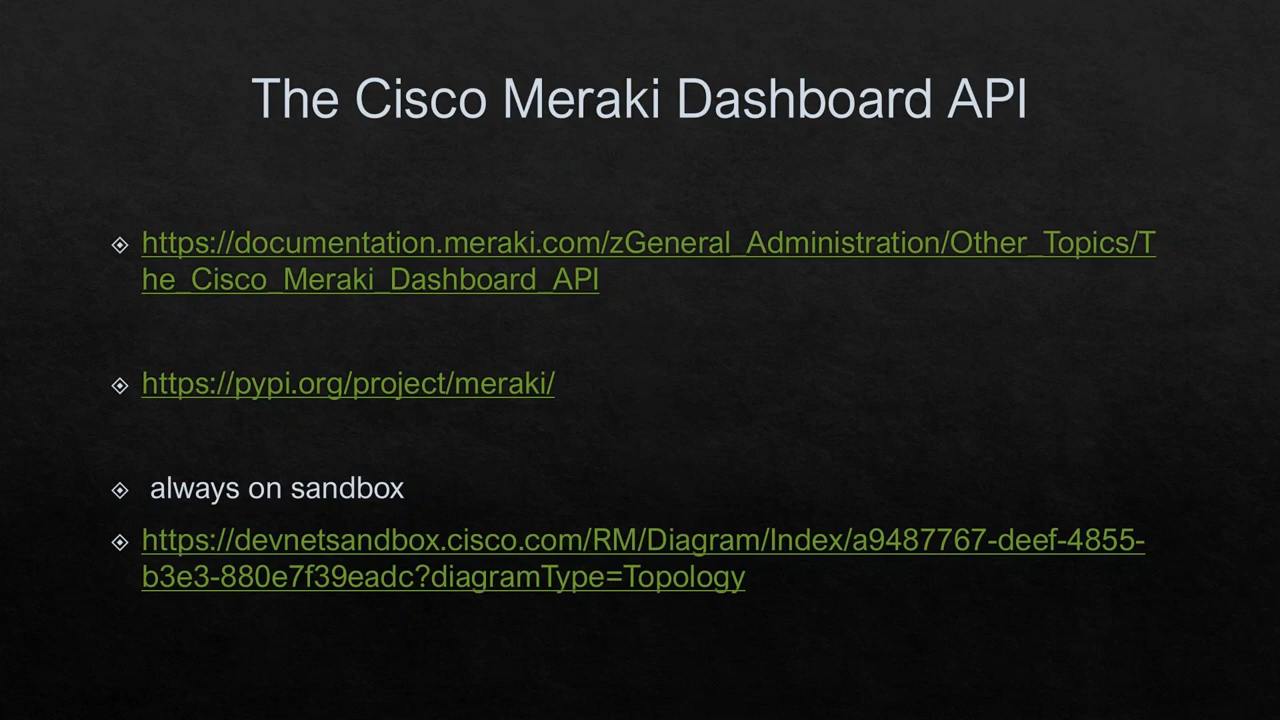 The Cisco Meraki Dashboard API
https://documentation.meraki.com/zGeneral_Administration/Other_Topics/T
he_Cisco_Meraki_Dashboard_API
https://pypi.org/project/meraki/
always on sandbox
https://devnetsandbox.cisco.com/RM/Diagram/Index/a9487767-deef-4855-
b3e3-880e7f39eadc?diagramType=Topology